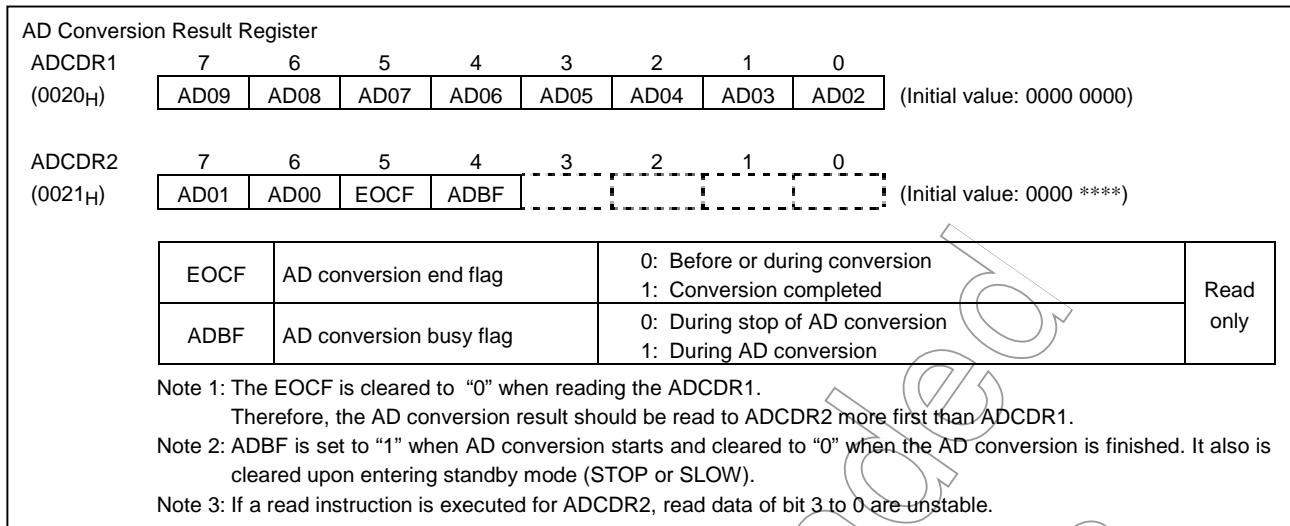 AD Conversion Result Register
ADCDR1 7 6 5 4 3 2 1 0
(0020H) AD09 AD08 AD07 AD06 AD05 AD04 AD03 AD02 (Initial value: 0000 0000)
ADCDR2 7 6 5 4 3 2 1 0
(0021H) AD01 AD00 EOCF ADBF (Initial value: 0000 ****)
EOCF AD conversion end flag 0: Before or during conversion
1: Conversion completed
ADBF AD conversion busy flag 0: During stop of AD conversion
1: During AD conversion
Read
only
Note 1: The EOCF is cleared to “0” when reading the ADCDR1.
Therefore, the AD conversion result should be read to ADCDR2 more first than ADCDR1.
Note 2: ADBF is set to “1” when AD conversion starts and cleared to “0” when the AD conversion is finished. It also is
cleared upon entering standby mode (STOP or SLOW).
Note 3: If a read instruction is executed for ADCDR2, read data of bit 3 to 0 are unstable.